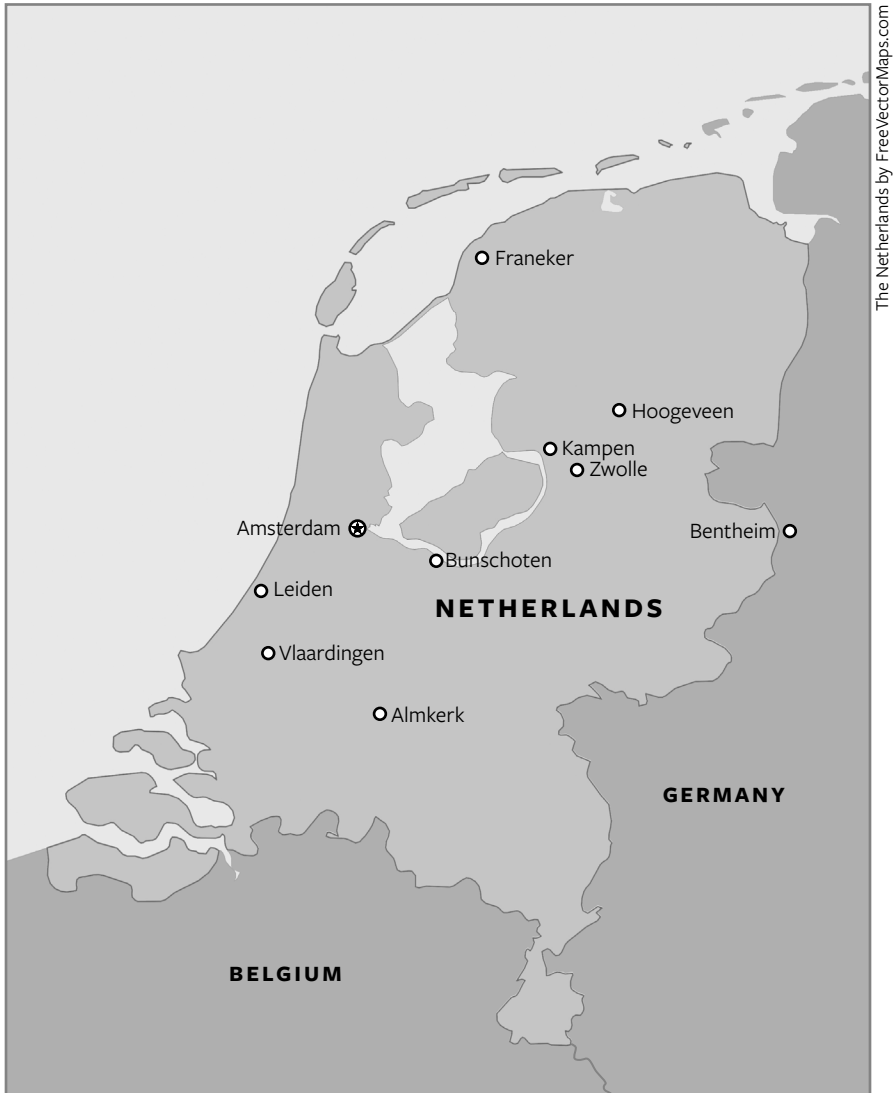 The Netherlands by FreeVectorMaps.com
Franeker
Hoogeveen
Kampen
Zwolle
Amsterdam
Bentheim
Bunschoten
Leiden
NETHERLANDS
Vlaardingen
Almkerk
GERMANY
BELGIUM